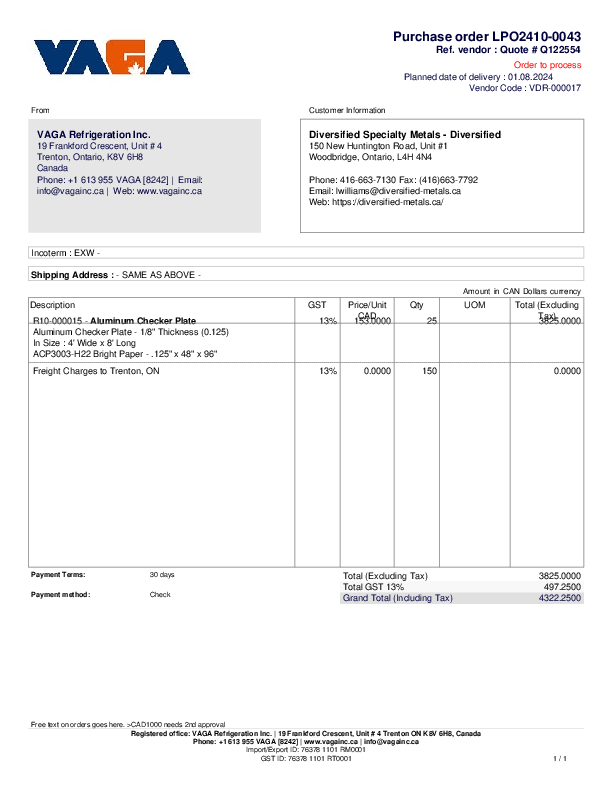 VAGA
Purchase order LPO2410-0043
Ref. vendor : Quote # Q122554
Order to process
Planned date of delivery : 01.08.2024
Vendor Code : VDR-000017
From
Customer Information
VAGA Refrigeration Inc.
19 Frankford Crescent, Unit # 4
Trenton, Ontario, K8V 6H8
Canada
Phone: +1 613 955 VAGA [8242] | Email:
info@vagainc.ca | Web: www.vagainc.ca
Diversified Specialty Metals - Diversified
150 New Huntington Road, Unit #1
Woodbridge, Ontario, L4H 4N4
Phone: 416-663-7130 Fax: (416)663-7792
Email: lwilliams@diversified-metals.ca
Web: https://diversified-metals.ca/
Incoterm : EXW -
Shipping Address : - SAME AS ABOVE -
Amount in CAN Dollars currency
Description GST Price/Unit CAD Qty UOM Total (Excluding Tax)
R10-000015 - Aluminum Checker Plate 13% 153.0000 25 3825.0000
Aluminum Checker Plate - 1/8" Thickness (0.125)
In Size : 4' Wide x 8' Long
ACP3003-H22 Bright Paper - .125" x 48" x 96"
Freight Charges to Trenton, ON 13% 0.0000 150 0.0000
Payment Terms: 30 days
Payment method: Check
Total (Excluding Tax) 3825.0000
Total GST 13% 497.2500
Grand Total (Including Tax) 4322.2500
Free text on orders goes here. >CAD1000 needs 2nd approval
Registered office: VAGA Refrigeration Inc. | 19 Frankford Crescent, Unit # 4 Trenton ON K8V 6H8, Canada
Phone: +1 613 955 VAGA [8242] | www.vagainc.ca | info@vagainc.ca
Import/Export ID: 76378 1101 RM0001
GST ID: 76378 1101 RT0001
1 / 1